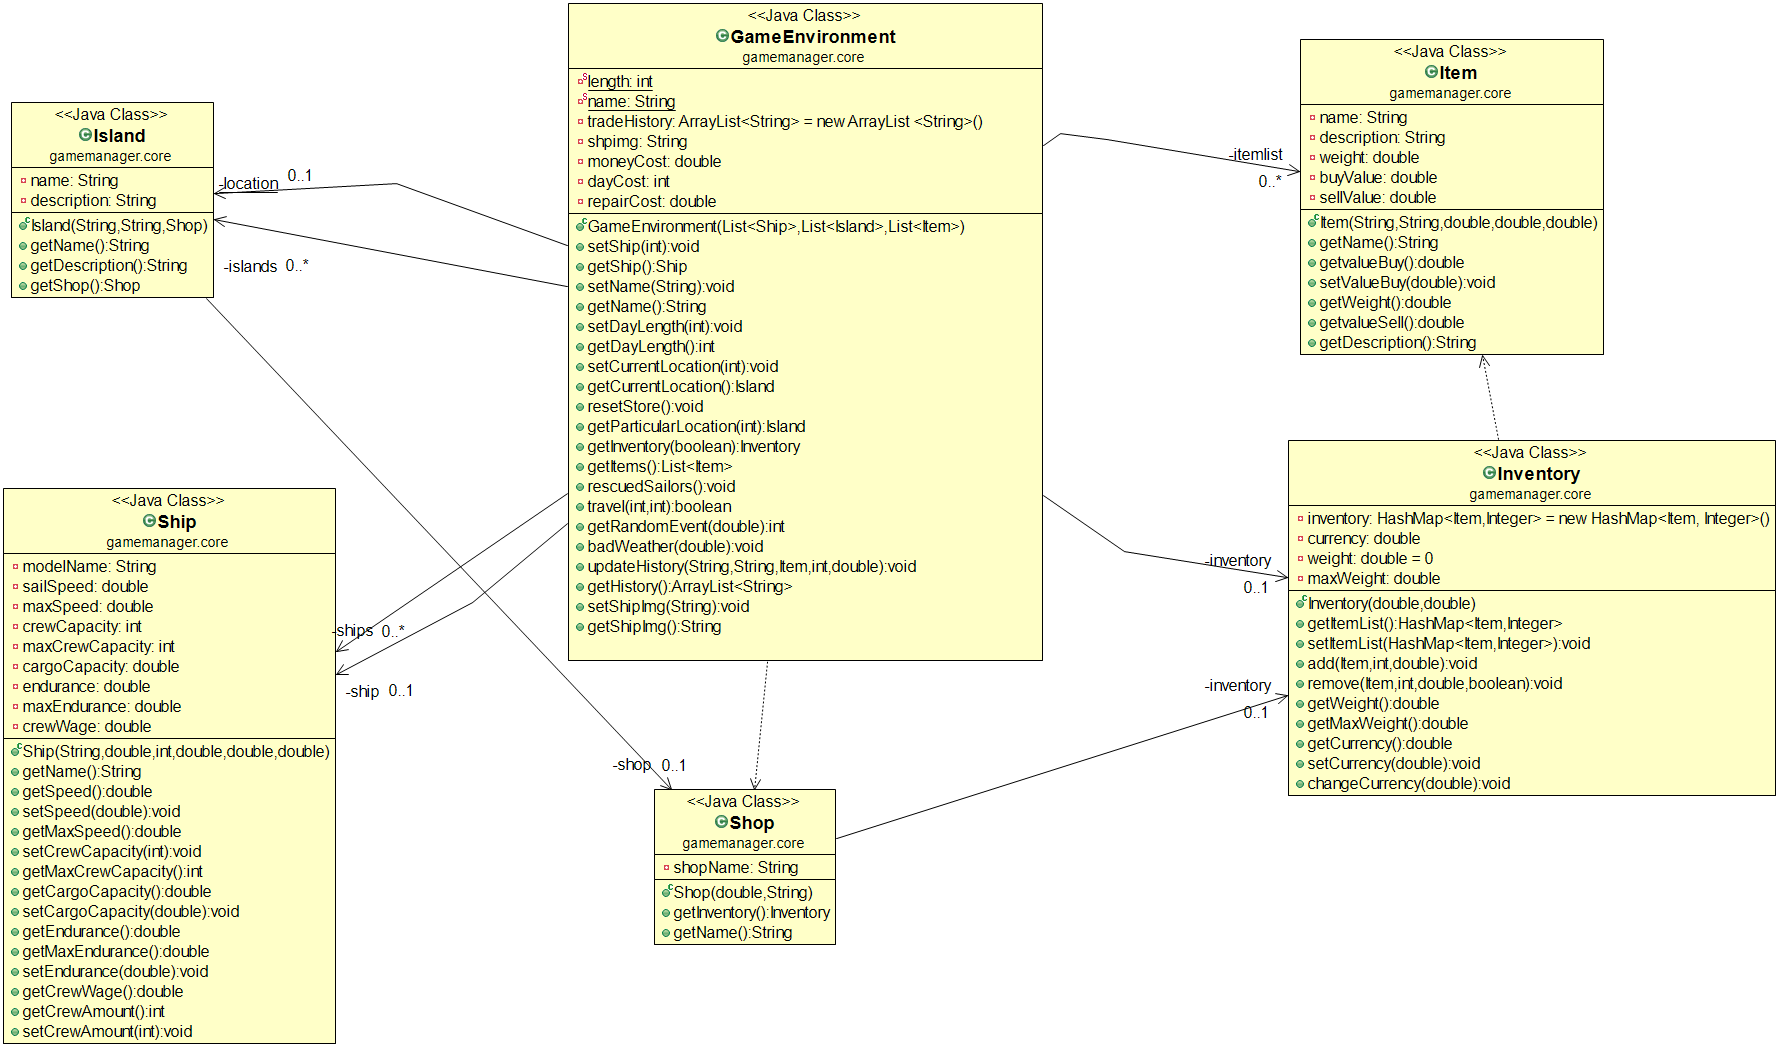 <<Java Class>>
Island
gamemanager.core
name: String
description: String
Island(String,String,Shop)
getName():String
getDescription():String
getShop():Shop
<<Java Class>>
GameEnvironment
gamemanager.core
length: int
name: String
tradeHistory: ArrayList<String> = new ArrayList <String>()
shpimg: String
moneyCost: double
dayCost: int
repairCost: double
GameEnvironment(List<Ship>,List<Island>,List<Item>)
setShip(int):void
getShip():Ship
setName(String):void
getName():String
setDayLength(int):void
getDayLength():int
setCurrentLocation(int):void
getCurrentLocation():Island
resetStore():void
getParticularLocation(int):Island
getInventory(boolean):Inventory
getItems():List<Item>
rescuedSailors():void
travel(int,int):boolean
getRandomEvent(double):int
badWeather(double):void
updateHistory(String,String,Item,int,double):void
getHistory():ArrayList<String>
setShipImg(String):void
getShipImg():String
<<Java Class>>
Item
gamemanager.core
name: String
description: String
weight: double
buyValue: double
sellValue: double
Item(String,String,double,double,double)
getName():String
getvalueBuy():double
setValueBuy(double):void
getWeight():double
getvalueSell():double
getDescription():String
-location 0..1
-islands 0..*
-itemlist
0..*
<<Java Class>>
Ship
gamemanager.core
modelName: String
sailSpeed: double
maxSpeed: double
crewCapacity: int
maxCrewCapacity: int
cargoCapacity: double
endurance: double
maxEndurance: double
crewWage: double
Ship(String,double,int,double,double,double)
getName():String
getSpeed():double
setSpeed(double):void
getMaxSpeed():double
setCrewCapacity(int):void
getMaxCrewCapacity():int
getCargoCapacity():double
setCargoCapacity(double):void
getEndurance():double
getMaxEndurance():double
setEndurance(double):void
getCrewWage():double
getCrewAmount():int
setCrewAmount(int):void
-ships 0..*
-ship 0..1
-shop 0..1
<<Java Class>>
Shop
gamemanager.core
shopName: String
Shop(double,String)
getInventory():Inventory
getName():String
-inventory
0..1
-inventory
0..1
<<Java Class>>
Inventory
gamemanager.core
inventory: HashMap<Item,Integer> = new HashMap<Item, Integer>()
currency: double
weight: double = 0
maxWeight: double
Inventory(double,double)
getItemList():HashMap<Item,Integer>
setItemList(HashMap<Item,Integer>):void
add(Item,int,double):void
remove(Item,int,double,boolean):void
getWeight():double
getMaxWeight():double
getCurrency():double
setCurrency(double):void
changeCurrency(double):void